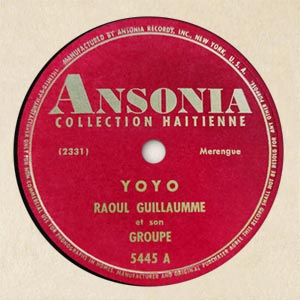 MANUFACTURED BY ANSONIA RECORDS, INC., NEW YORK, U.S.A.
ANSONIA
COLLECTION HAITIENNE
(2331) Merengue
YOYO
RAOUL GUILLAUMME
et son
GROUPE
5445 A